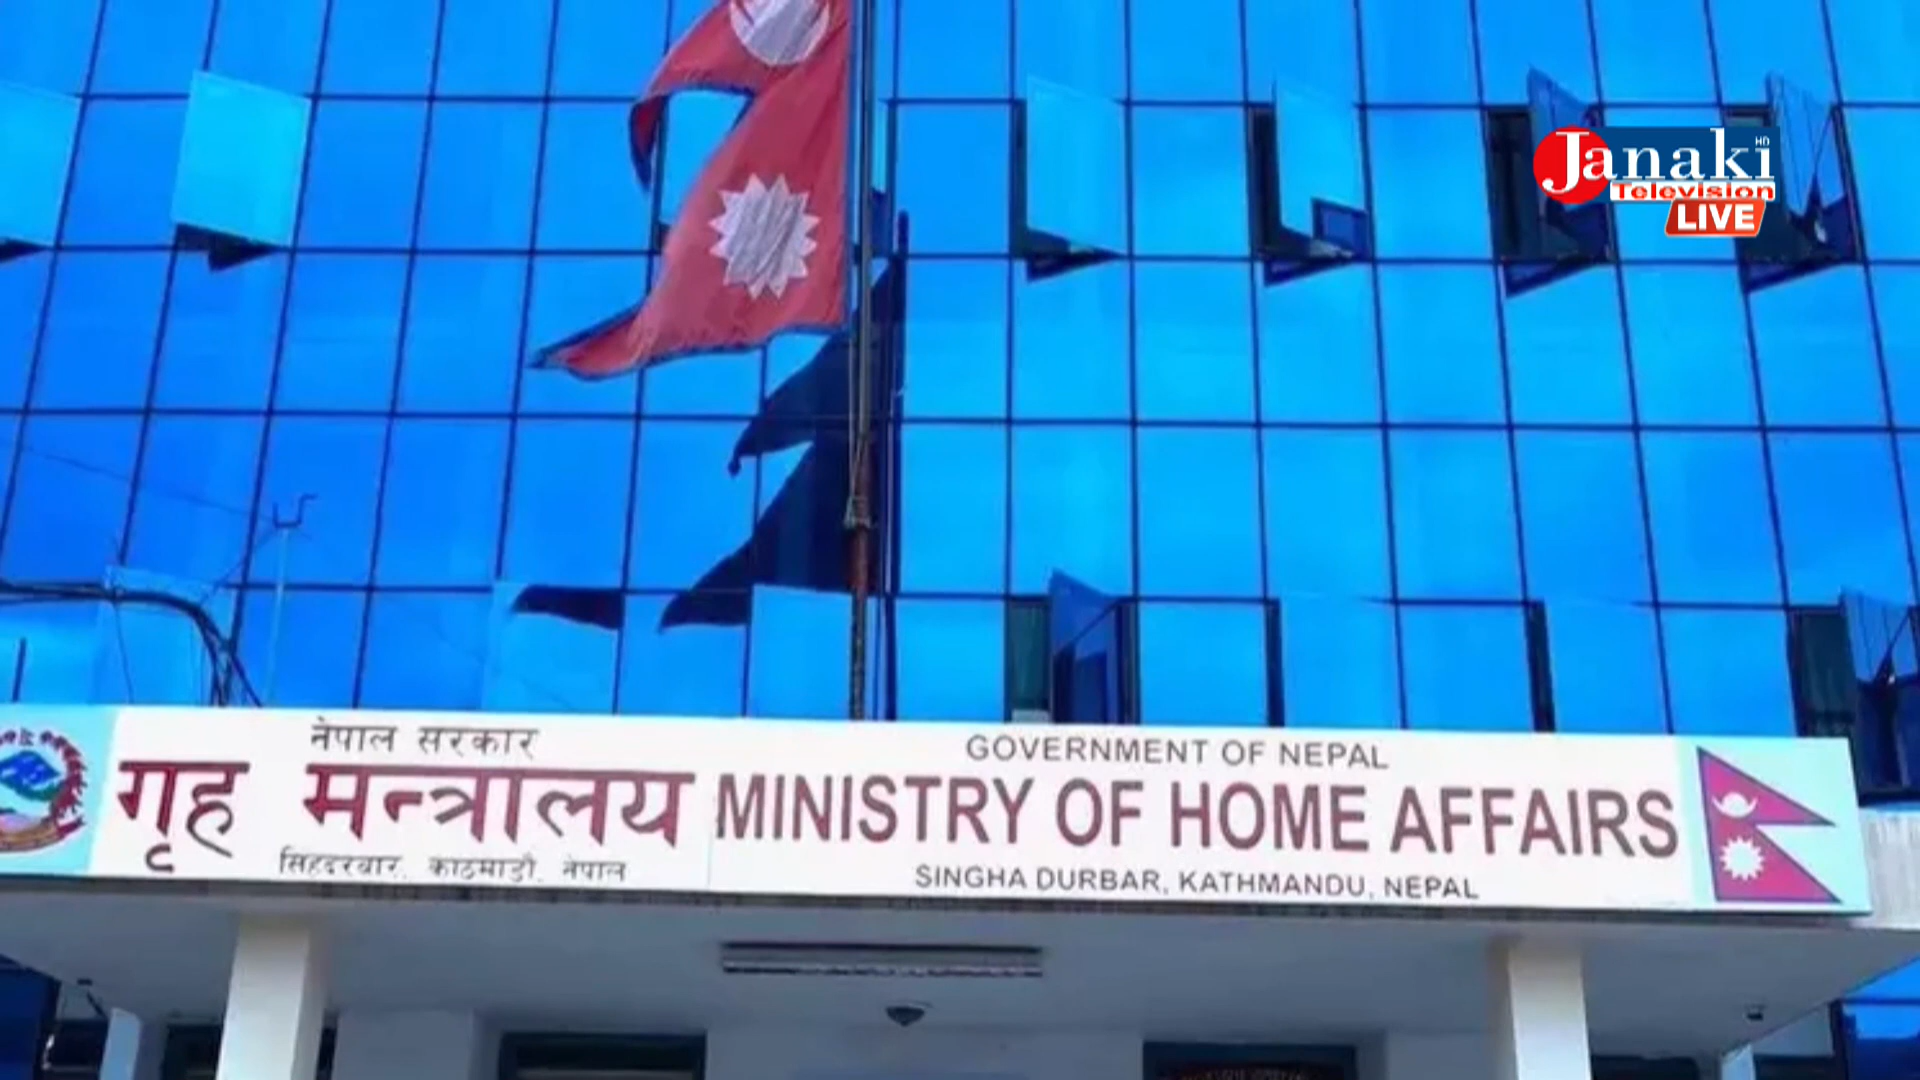 Janaki HD
Television
LIVE
नेपाल सरकार
गृह मन्त्रालय
सिंहदरबार, काठमाडौं, नेपाल
GOVERNMENT OF NEPAL
MINISTRY OF HOME AFFAIRS
SINGHA DURBAR, KATHMANDU, NEPAL